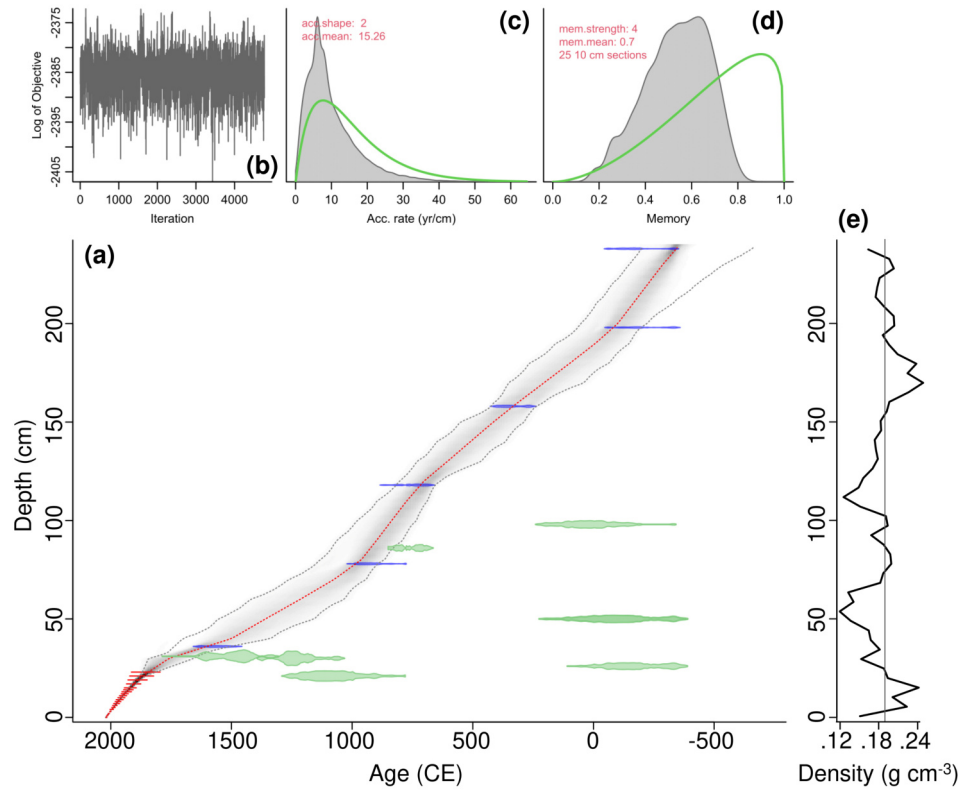 -2375
-2385
-2395
-2405
Log of Objective
0 1000 2000 3000 4000
Iteration
(b)
acc.shape: 2
acc.mean: 15.26
(c)
0 10 20 30 40 50 60
Acc. rate (yr/cm)
mem.strength: 4
mem.mean: 0.7
25 10 cm sections
(d)
0.0 0.2 0.4 0.6 0.8 1.0
Memory
(a)
200
150
100
50
0
Depth (cm)
2000 1500 1000 500 0 -500
Age (CE)
(e)
200
150
100
50
0
.12 .18 .24
Density (g cm-3)